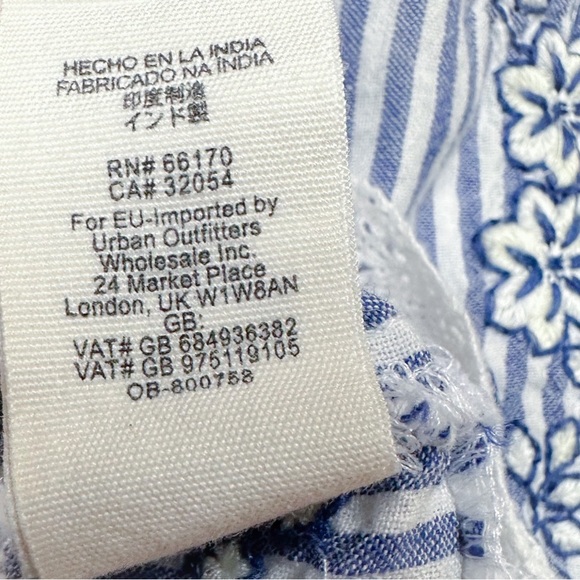 HECHO EN LA INDIA
FABRICADO NA ÍNDIA
印度制造
インド製
RN# 66170
CA# 32054
For EU-Imported by
Urban Outfitters
Wholesale Inc.
24 Market Place
London, UK W1W8AN
GB:
VAT# GB 684936382
VAT# GB 975119105
OB-800758